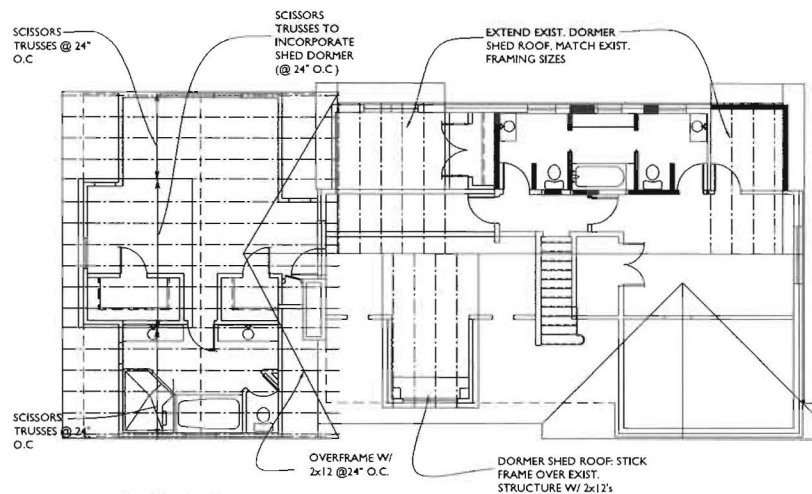 SCISSORS
TRUSSES @ 24"
O.C
SCISSORS
TRUSSES TO
INCORPORATE
SHED DORMER
(@ 24" O.C)
EXTEND EXIST. DORMER
SHED ROOF, MATCH EXIST.
FRAMING SIZES
SCISSORS
TRUSSES @ 24"
O.C
OVERFRAME W/
2x12 @24" O.C.
DORMER SHED ROOF: STICK
FRAME OVER EXIST.
STRUCTURE W/ 2x12's